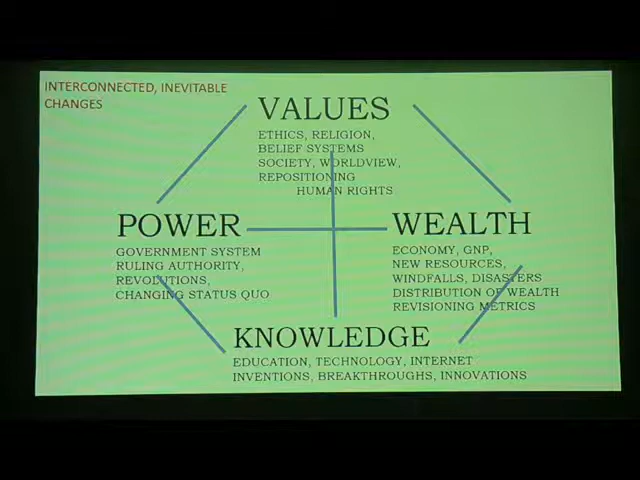 INTERCONNECTED, INEVITABLE
CHANGES
VALUES
ETHICS, RELIGION,
BELIEF SYSTEMS
SOCIETY, WORLDVIEW,
REPOSITIONING
HUMAN RIGHTS
POWER
GOVERNMENT SYSTEM
RULING AUTHORITY,
REVOLUTIONS,
CHANGING STATUS QUO
WEALTH
ECONOMY, GNP,
NEW RESOURCES,
WINDFALLS, DISASTERS
DISTRIBUTION OF WEALTH
REVISIONING METRICS
KNOWLEDGE
EDUCATION, TECHNOLOGY, INTERNET
INVENTIONS, BREAKTHROUGHS, INNOVATIONS